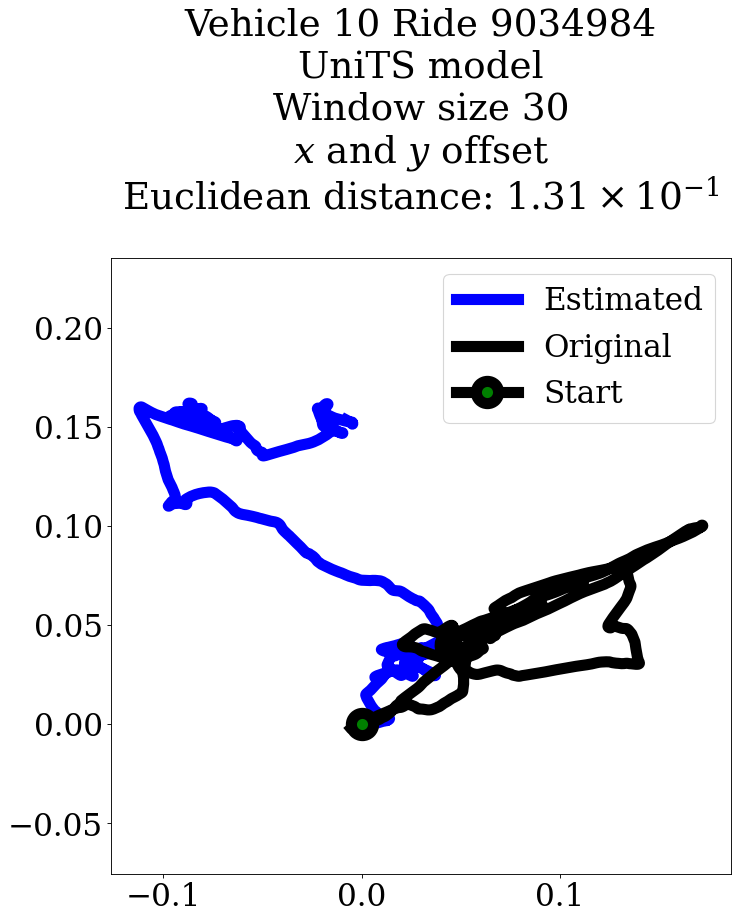 Vehicle 10 Ride 9034984
UniTS model
Window size 30
x and y offset
Euclidean distance: 1.31 × 10⁻¹
Estimated
Original
Start
0.20
0.15
0.10
0.05
0.00
−0.05
−0.1
0.0
0.1